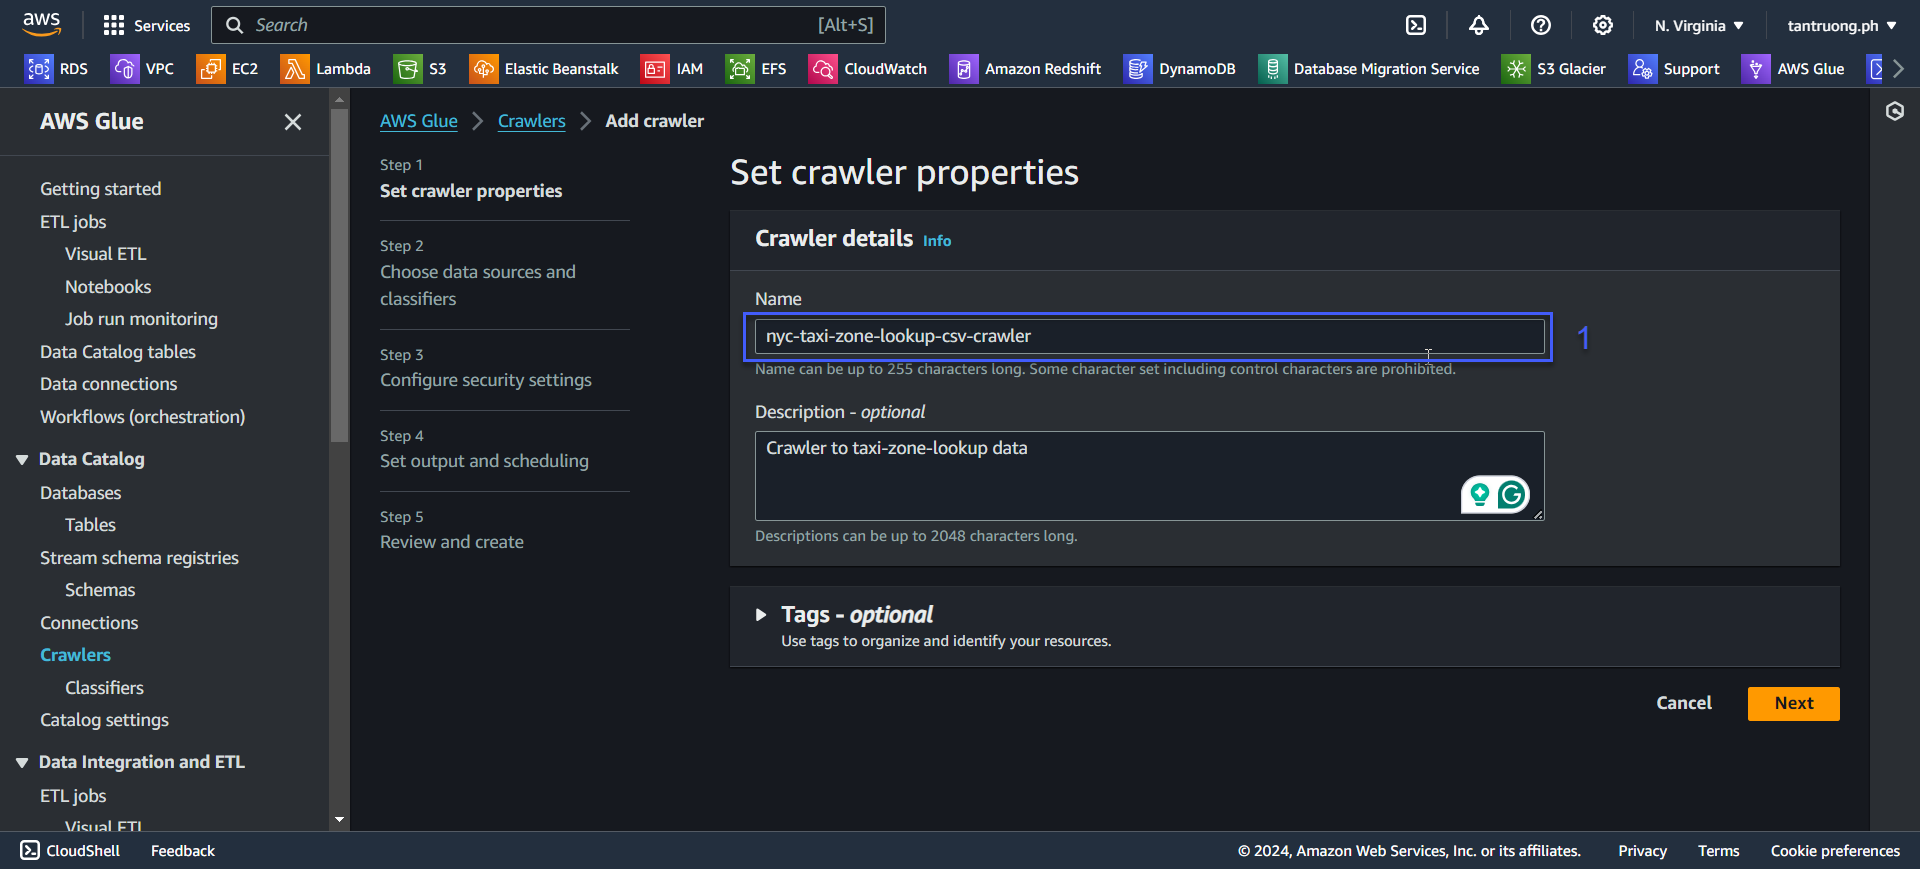 aws
Services
Search
[Alt+S]
N. Virginia
tantruong.ph
RDS
VPC
EC2
Lambda
S3
Elastic Beanstalk
IAM
EFS
CloudWatch
Amazon Redshift
DynamoDB
Database Migration Service
S3 Glacier
Support
AWS Glue
AWS Glue
Getting started
ETL jobs
Visual ETL
Notebooks
Job run monitoring
Data Catalog tables
Data connections
Workflows (orchestration)
Data Catalog
Databases
Tables
Stream schema registries
Schemas
Connections
Crawlers
Classifiers
Catalog settings
Data Integration and ETL
ETL jobs
Visual ETL
AWS Glue
Crawlers
Add crawler
Step 1
Set crawler properties
Step 2
Choose data sources and
classifiers
Step 3
Configure security settings
Step 4
Set output and scheduling
Step 5
Review and create
Set crawler properties
Crawler details Info
Name
nyc-taxi-zone-lookup-csv-crawler
1
Name can be up to 255 characters long. Some character set including control characters are prohibited.
Description - optional
Crawler to taxi-zone-lookup data
Descriptions can be up to 2048 characters long.
Tags - optional
Use tags to organize and identify your resources.
Cancel
Next
CloudShell
Feedback
© 2024, Amazon Web Services, Inc. or its affiliates.
Privacy
Terms
Cookie preferences